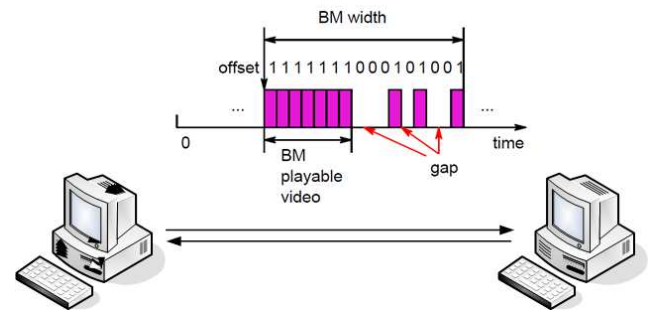 BM width
offset 1 1 1 1 1 1 1 0 0 0 1 0 1 0 0 1
... ...
0 time
BM
playable
video
gap